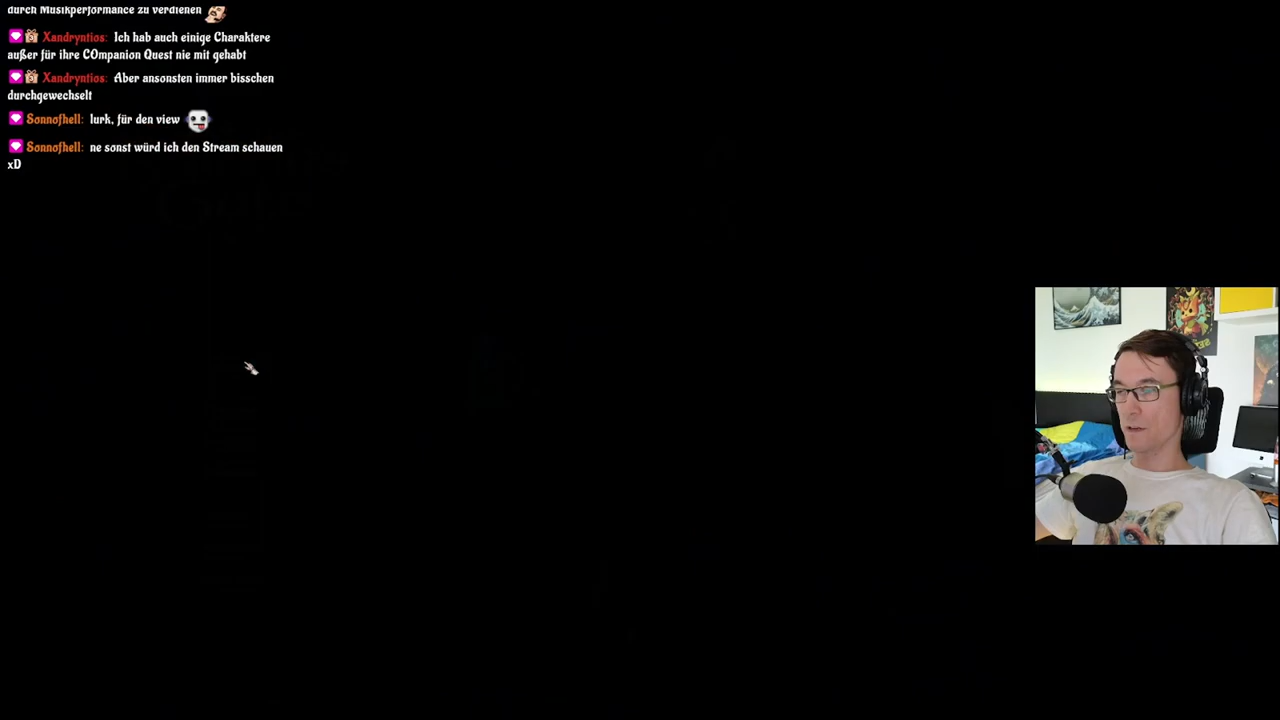 durch Musikperformance zu verdienen
Xandryntios: Ich hab auch einige Charaktere
außer für ihre COmpanion Quest nie mit gehabt
Xandryntios: Aber ansonsten immer bisschen
durchgewechselt
Sonnofhell: lurk, für den view
Sonnofhell: ne sonst würd ich den Stream schauen
xD